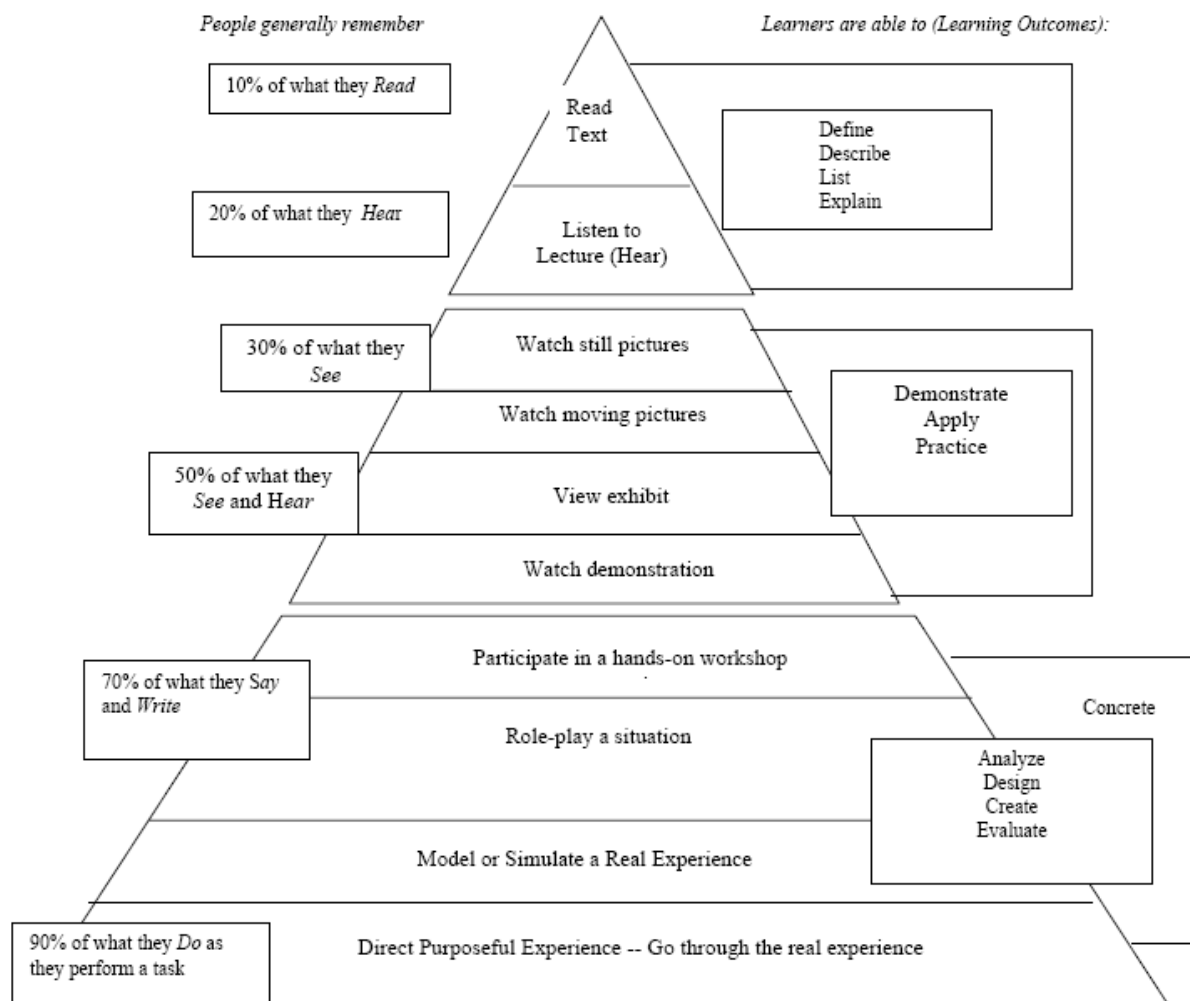 People generally remember
Learners are able to (Learning Outcomes):
10% of what they Read
Read
Text
Define
Describe
List
Explain
20% of what they Hear
Listen to
Lecture (Hear)
30% of what they
See
Watch still pictures
Watch moving pictures
Demonstrate
Apply
Practice
50% of what they
See and Hear
View exhibit
Watch demonstration
Participate in a hands-on workshop
.
70% of what they Say
and Write
Role-play a situation
Concrete
Analyze
Design
Create
Evaluate
Model or Simulate a Real Experience
90% of what they Do as
they perform a task
Direct Purposeful Experience -- Go through the real experience